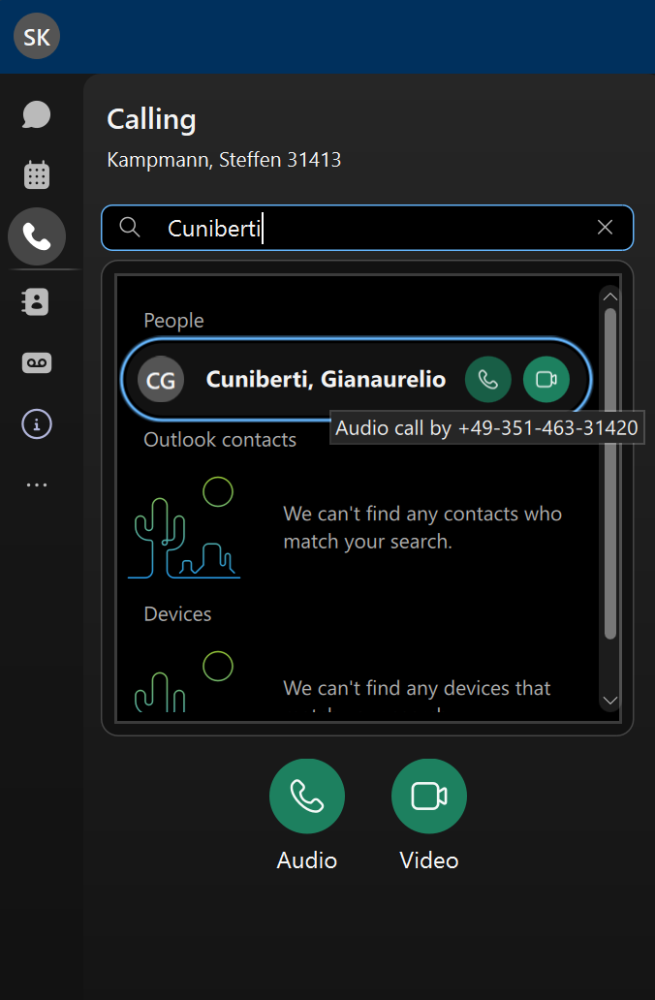 SK
Calling
Kampmann, Steffen 31413
Cuniberti
People
CG Cuniberti, Gianaurelio
Audio call by +49-351-463-31420
Outlook contacts
We can't find any contacts who
match your search.
Devices
We can't find any devices that
Audio Video